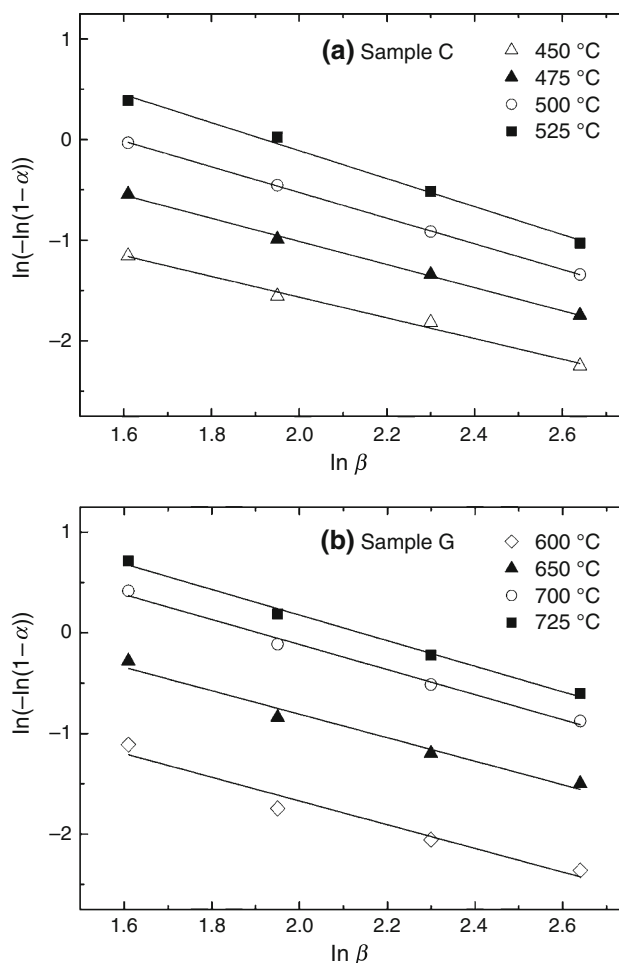 (a) Sample C
△ 450 °C
▲ 475 °C
○ 500 °C
■ 525 °C
1
0
−1
−2
ln(−ln(1−α))
1.6 1.8 2.0 2.2 2.4 2.6
ln β
(b) Sample G
◇ 600 °C
▲ 650 °C
○ 700 °C
■ 725 °C
1
0
−1
−2
ln(−ln(1−α))
1.6 1.8 2.0 2.2 2.4 2.6
ln β